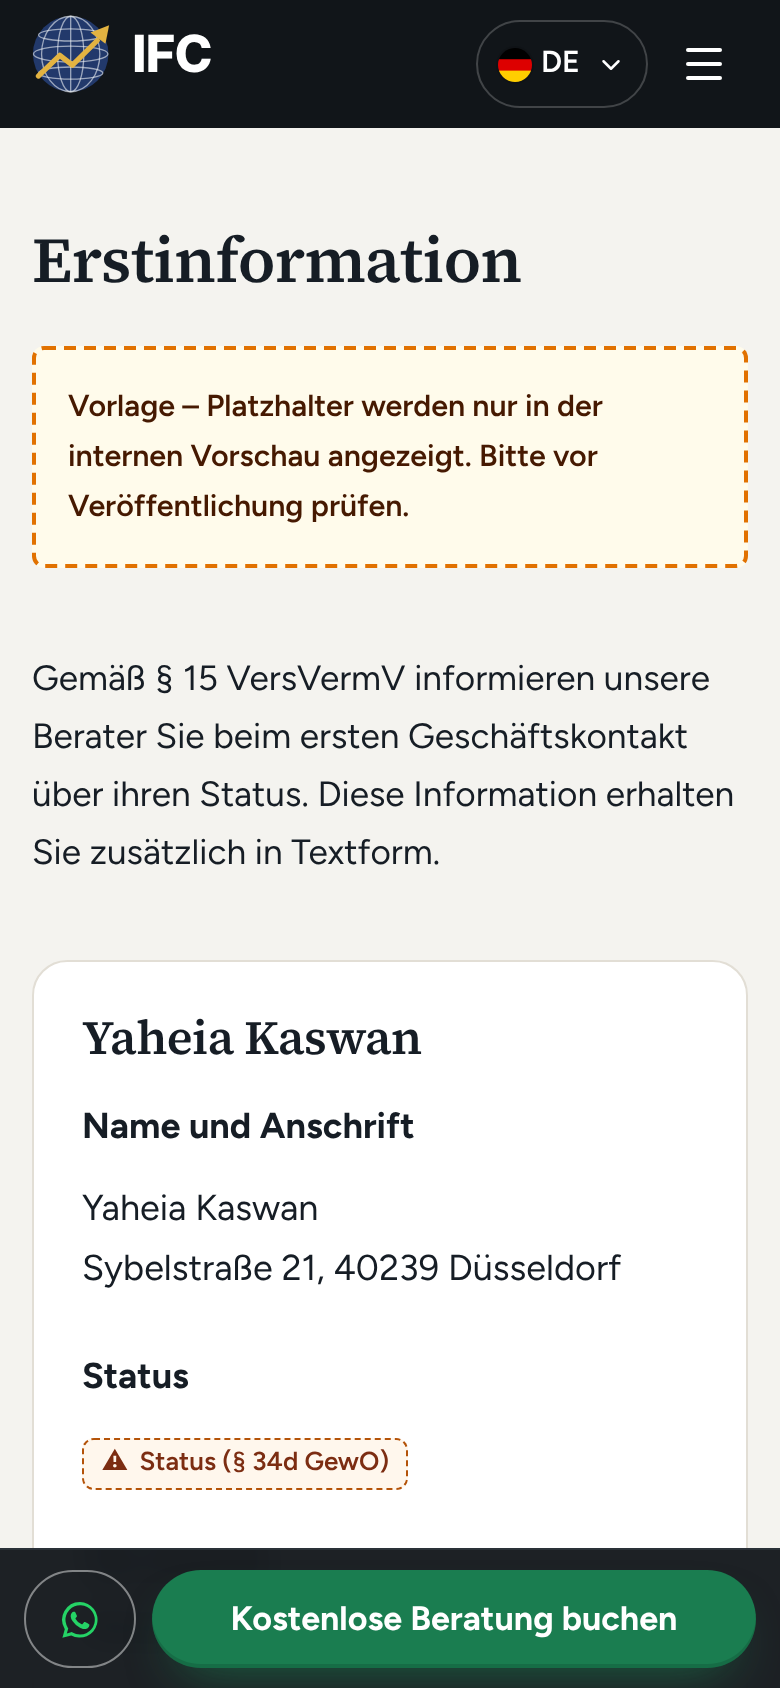 IFC
DE
Erstinformation
Vorlage – Platzhalter werden nur in der
internen Vorschau angezeigt. Bitte vor
Veröffentlichung prüfen.
Gemäß § 15 VersVermV informieren unsere
Berater Sie beim ersten Geschäftskontakt
über ihren Status. Diese Information erhalten
Sie zusätzlich in Textform.
Yaheia Kaswan
Name und Anschrift
Yaheia Kaswan
Sybelstraße 21, 40239 Düsseldorf
Status
Status (§ 34d GewO)
Kostenlose Beratung buchen